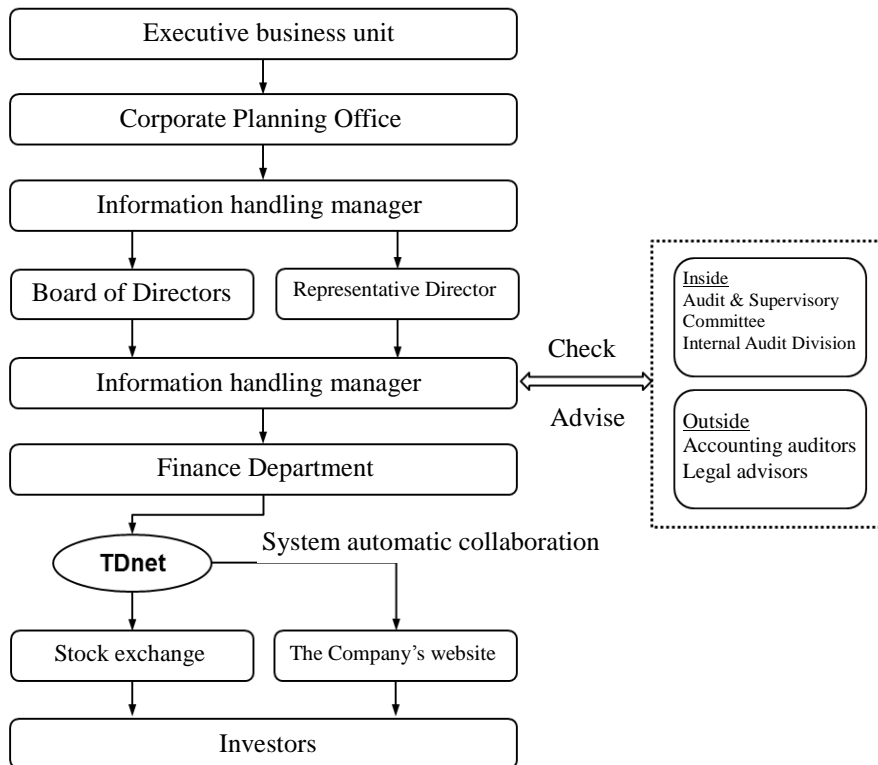 Executive business unit
Corporate Planning Office
Information handling manager
Board of Directors
Representative Director
Inside
Audit & Supervisory
Committee
Internal Audit Division
Check
Information handling manager
Advise
Outside
Accounting auditors
Legal advisors
Finance Department
System automatic collaboration
TDnet
Stock exchange
The Company’s website
Investors